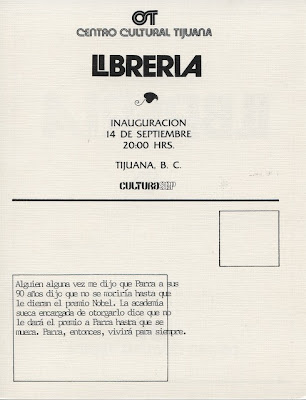 CENTRO CULTURAL TIJUANA
LIBRERIA
INAUGURACION
14 DE SEPTIEMBRE
20:00 HRS.
TIJUANA, B. C.
CULTURASEP
Alguien alguna vez me dijo que Parra a sus
90 años dijo que no se moriría hasta que
le dieran el premio Nobel. La academia
sueca encargada de otorgarlo dice que no
le dará el premio a Parra hasta que se
muera. Parra, entonces, vivirá para siempre.